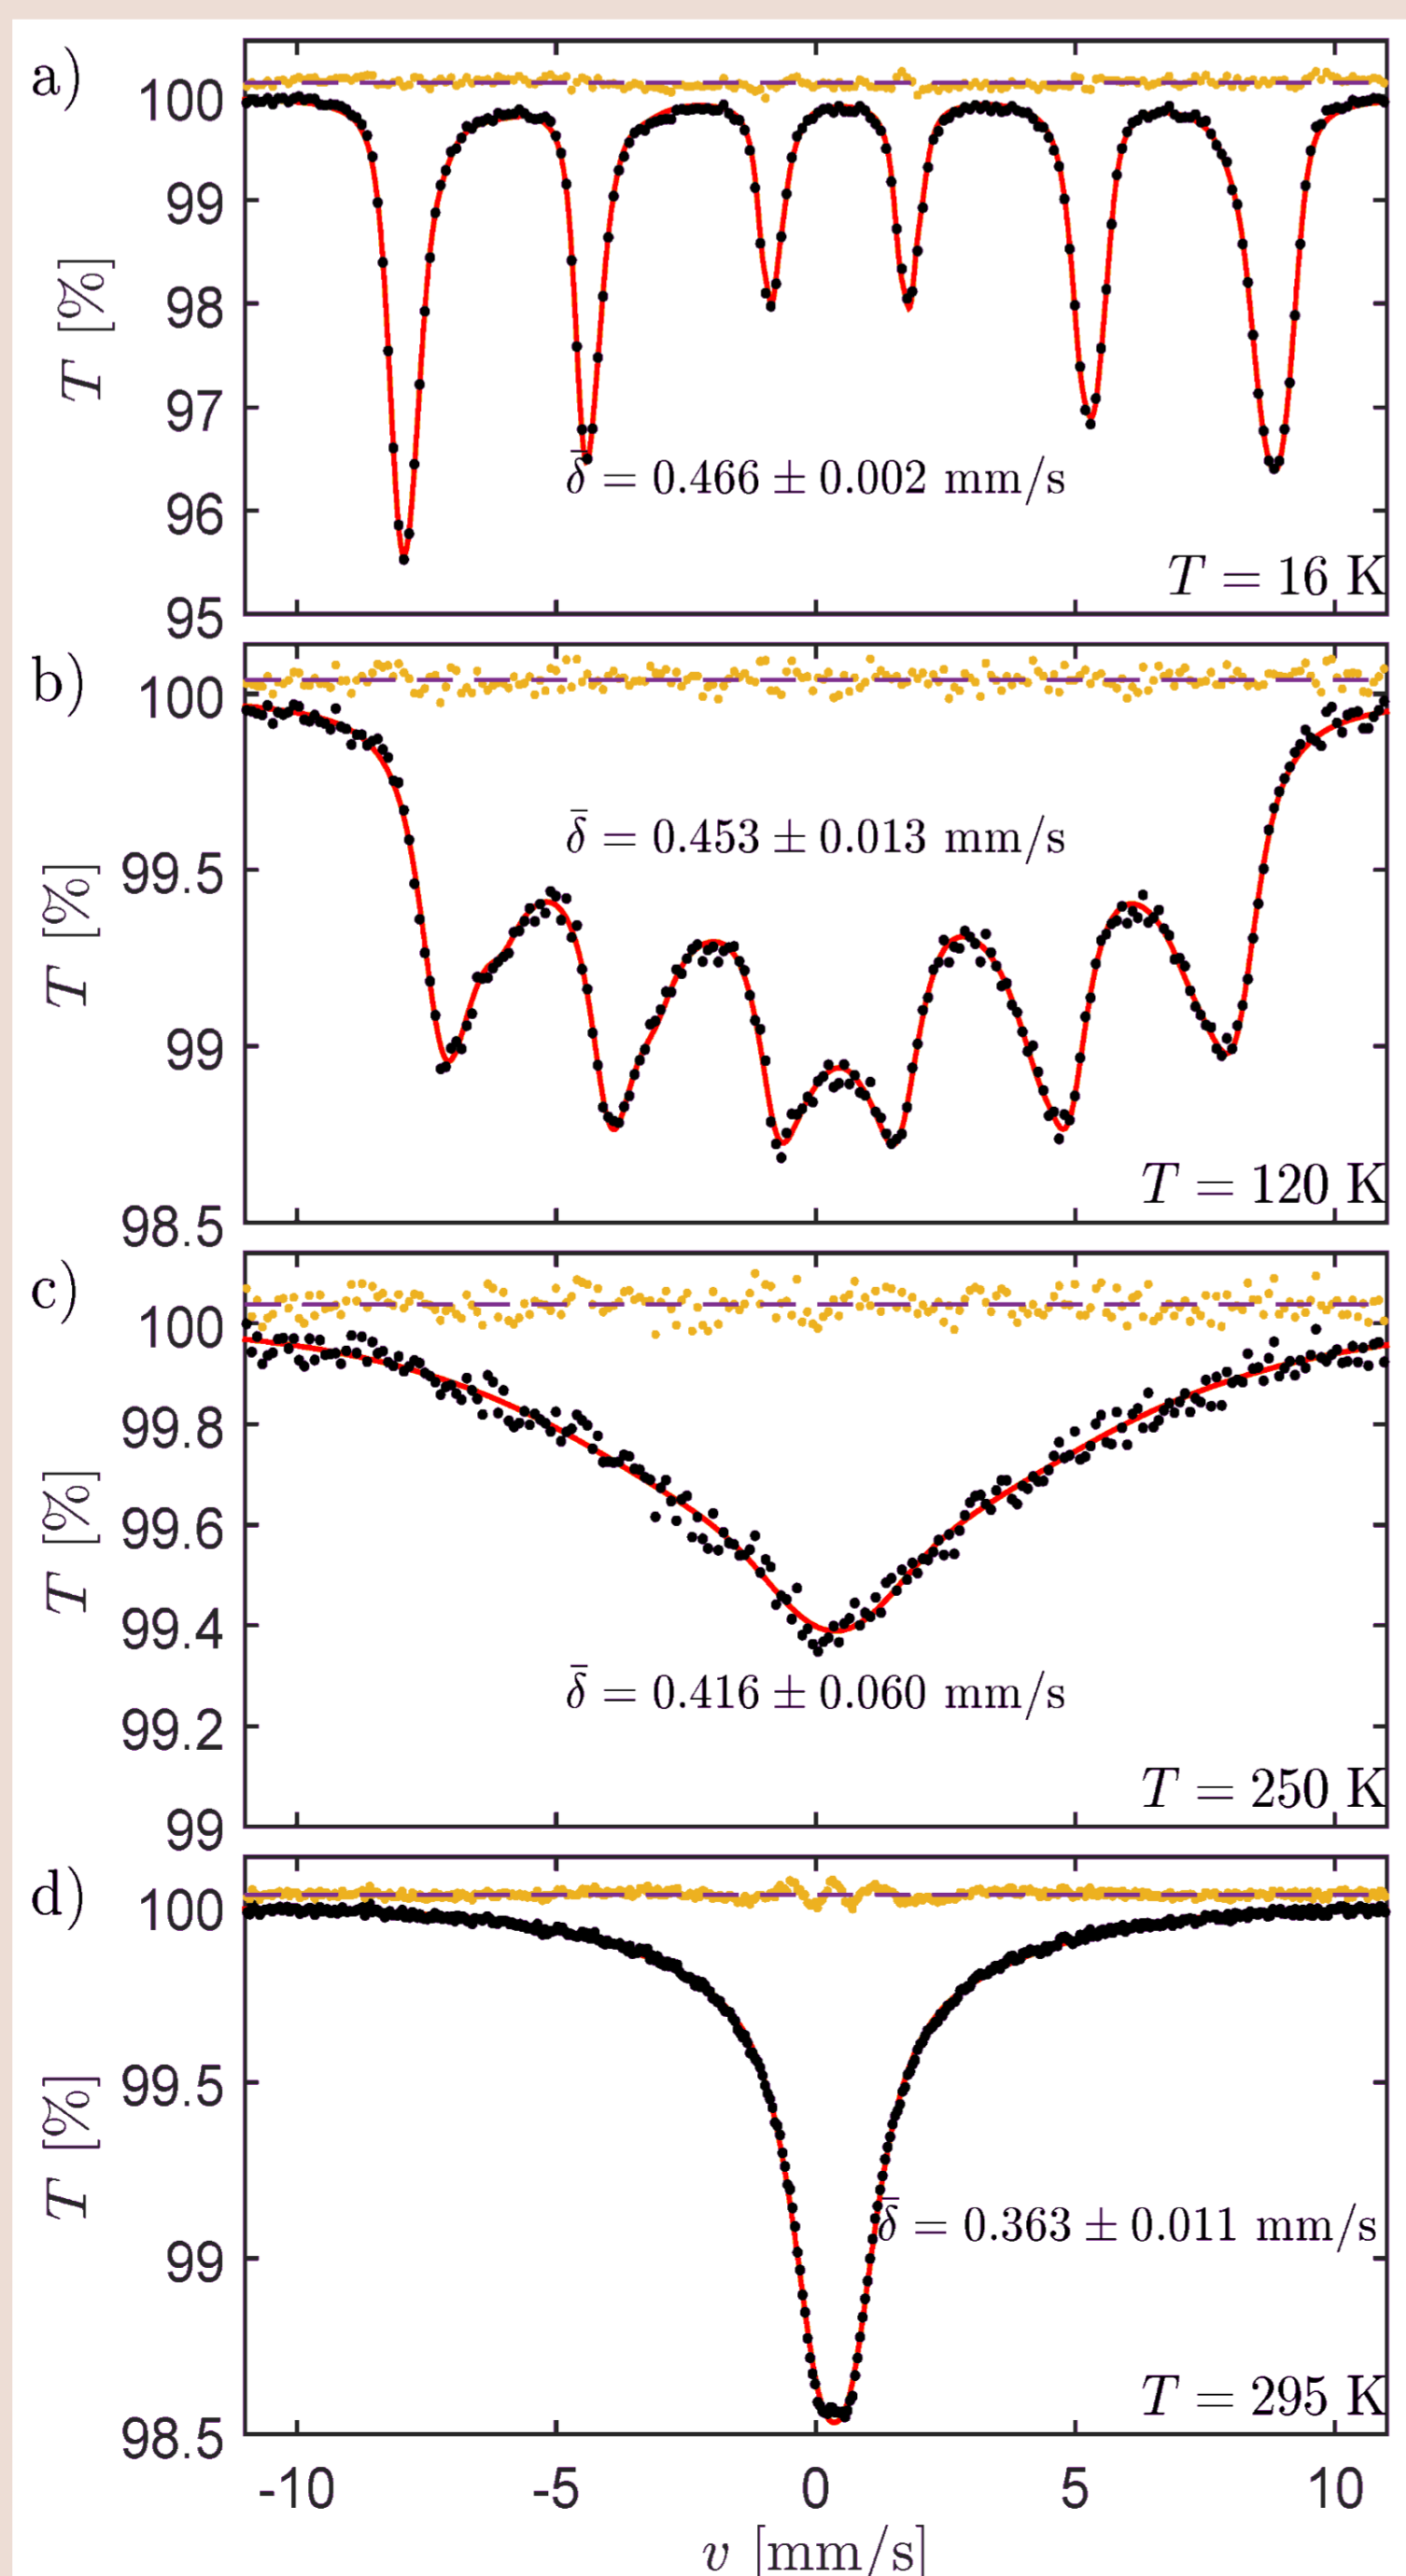 a)
100
99
98
97
96
95
T [%]
δ̄ = 0.466 ± 0.002 mm/s
T = 16 K
b)
100
99.5
99
98.5
T [%]
δ̄ = 0.453 ± 0.013 mm/s
T = 120 K
c)
100
99.8
99.6
99.4
99.2
99
T [%]
δ̄ = 0.416 ± 0.060 mm/s
T = 250 K
d)
100
99.5
99
98.5
T [%]
δ̄ = 0.363 ± 0.011 mm/s
T = 295 K
-10 -5 0 5 10
v [mm/s]